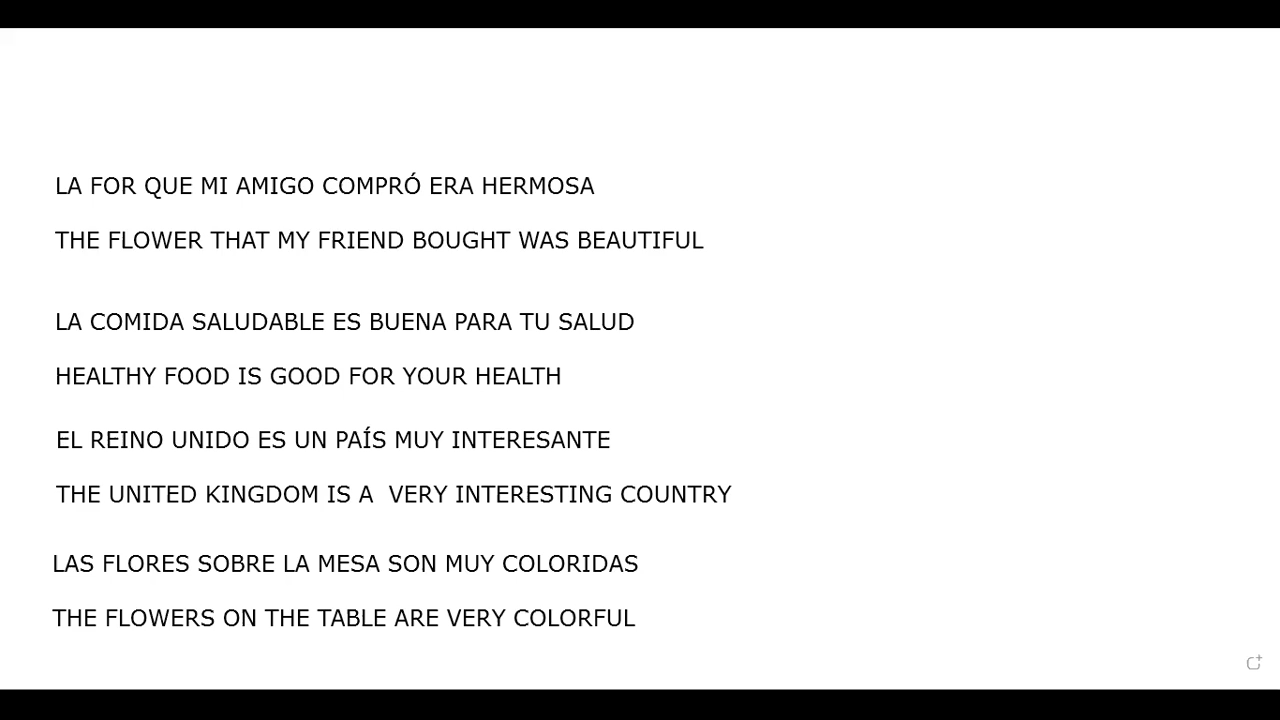 LA FOR QUE MI AMIGO COMPRÓ ERA HERMOSA
THE FLOWER THAT MY FRIEND BOUGHT WAS BEAUTIFUL
LA COMIDA SALUDABLE ES BUENA PARA TU SALUD
HEALTHY FOOD IS GOOD FOR YOUR HEALTH
EL REINO UNIDO ES UN PAÍS MUY INTERESANTE
THE UNITED KINGDOM IS A  VERY INTERESTING COUNTRY
LAS FLORES SOBRE LA MESA SON MUY COLORIDAS
THE FLOWERS ON THE TABLE ARE VERY COLORFUL